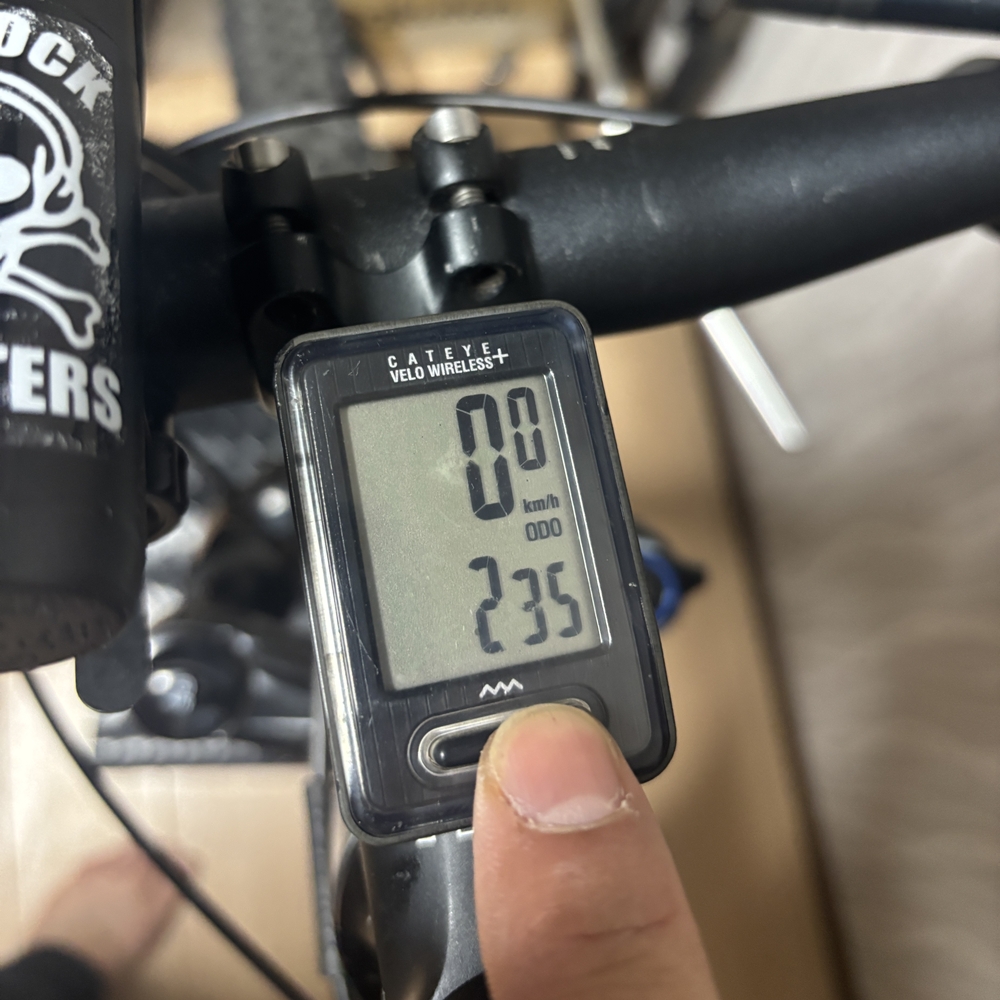 OCK
TERS
CATEYE
VELO WIRELESS+
00
km/h
ODO
235